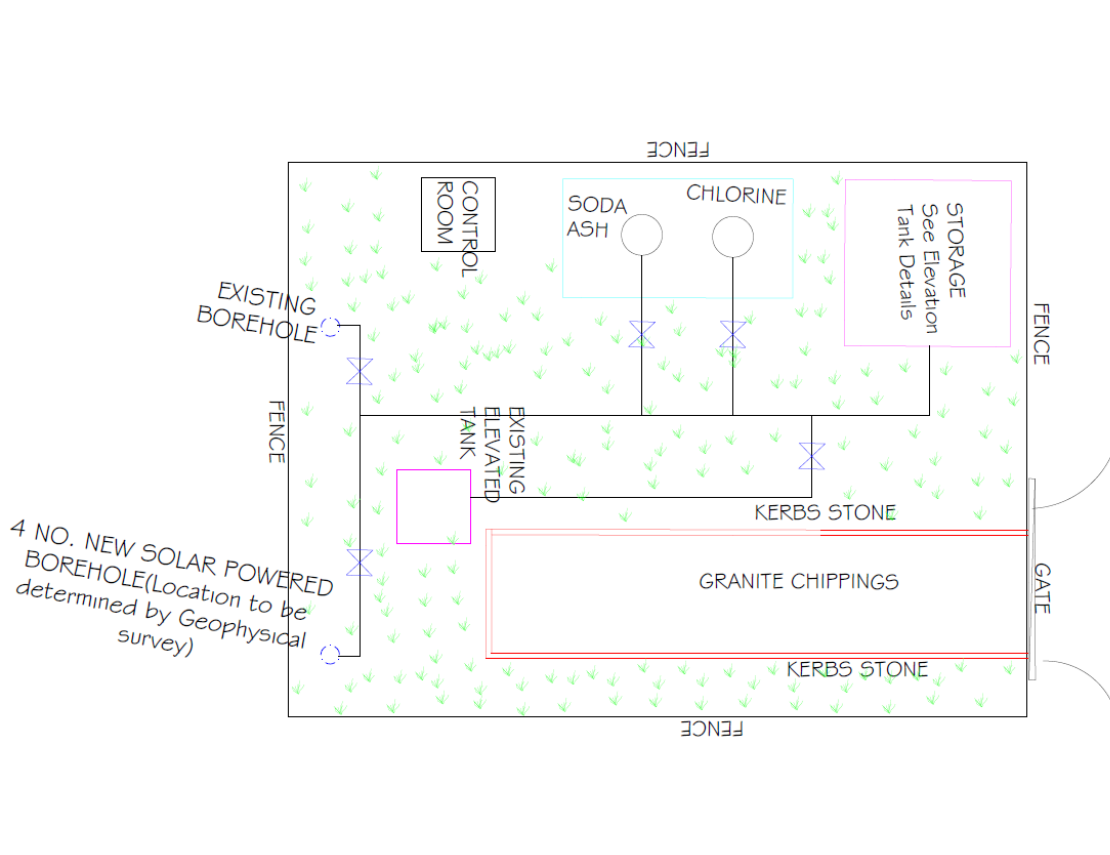 FENCE
CONTROL
ROOM
SODA
ASH
CHLORINE
STORAGE
See Elevation
Tank Details
EXISTING
BOREHOLE
FENCE
FENCE
EXISTING
ELEVATED
TANK
KERBS STONE
4 NO. NEW SOLAR POWERED
BOREHOLE(Location to be
determined by Geophysical
survey)
GRANITE CHIPPINGS
GATE
KERBS STONE
FENCE